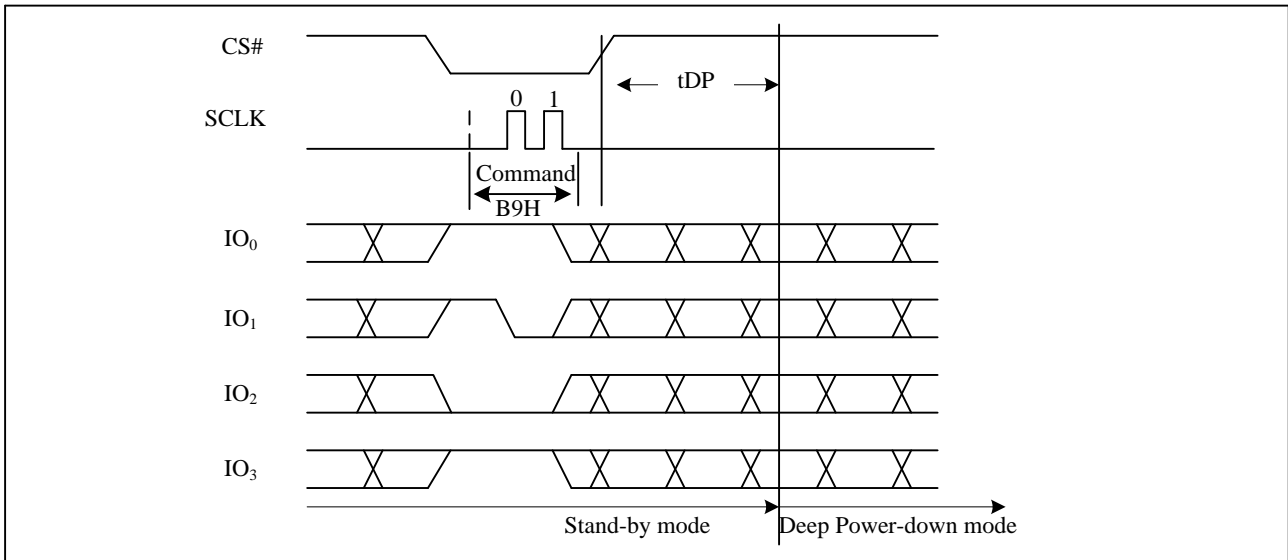 CS#
tDP
0 1
SCLK
Command
B9H
IO₀
IO₁
IO₂
IO₃
Stand-by mode Deep Power-down mode